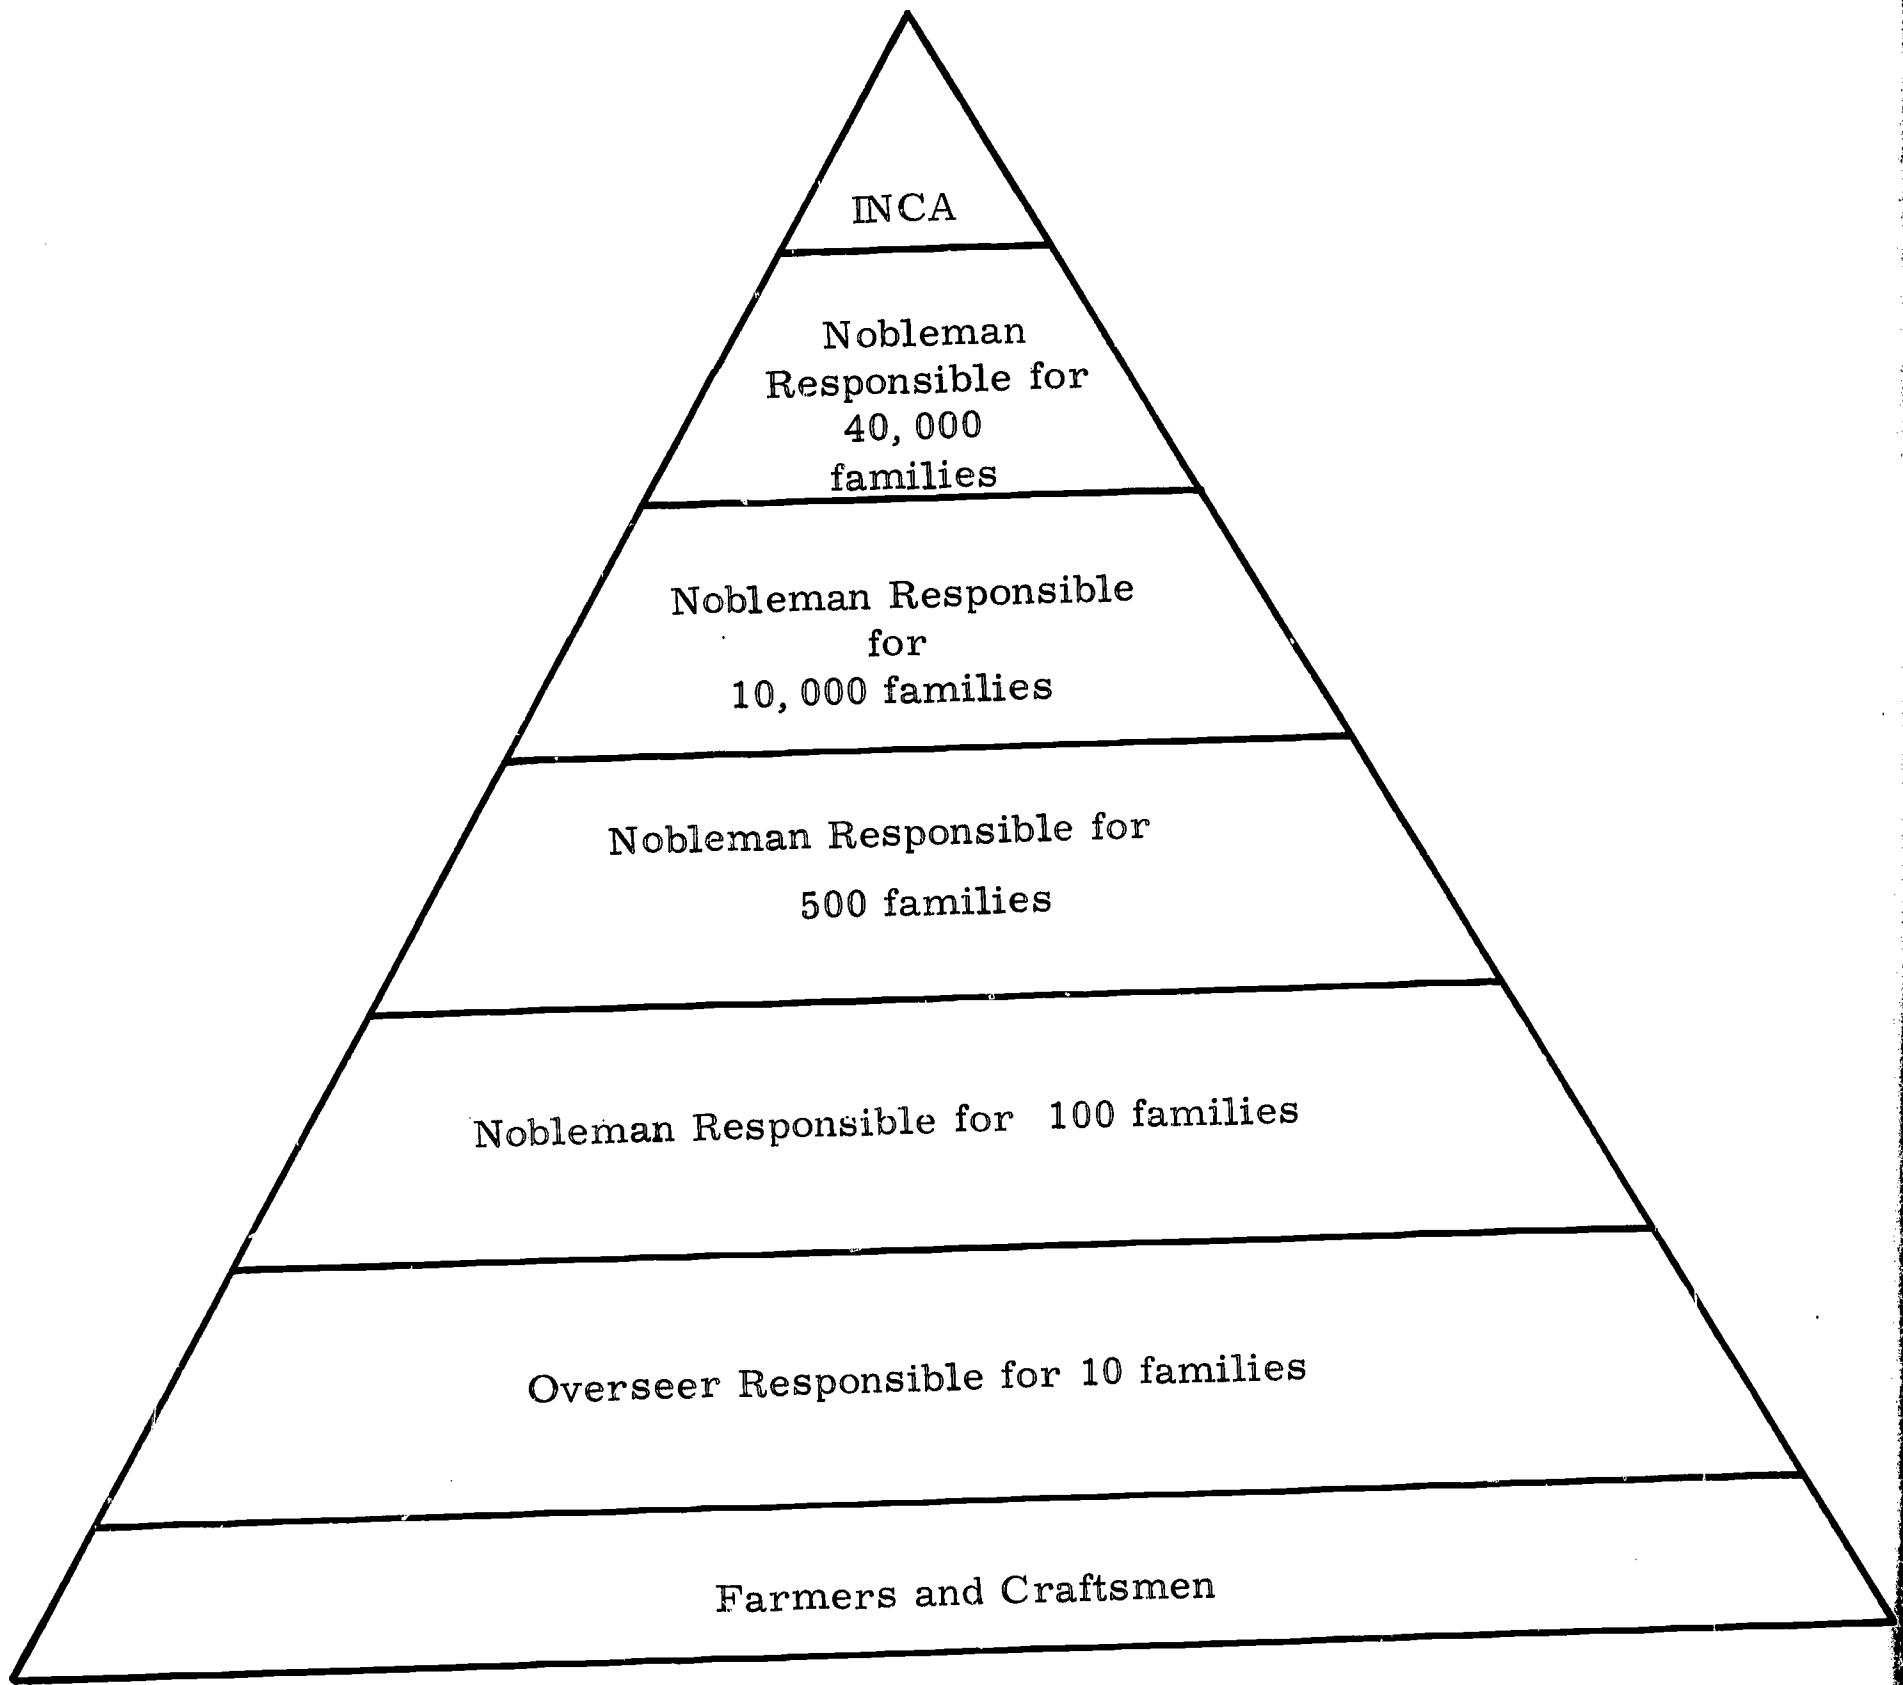 INCA
Nobleman
Responsible for
40, 000
families
Nobleman Responsible
for
10, 000 families
Nobleman Responsible for
500 families
Nobleman Responsible for 100 families
Overseer Responsible for 10 families
Farmers and Craftsmen